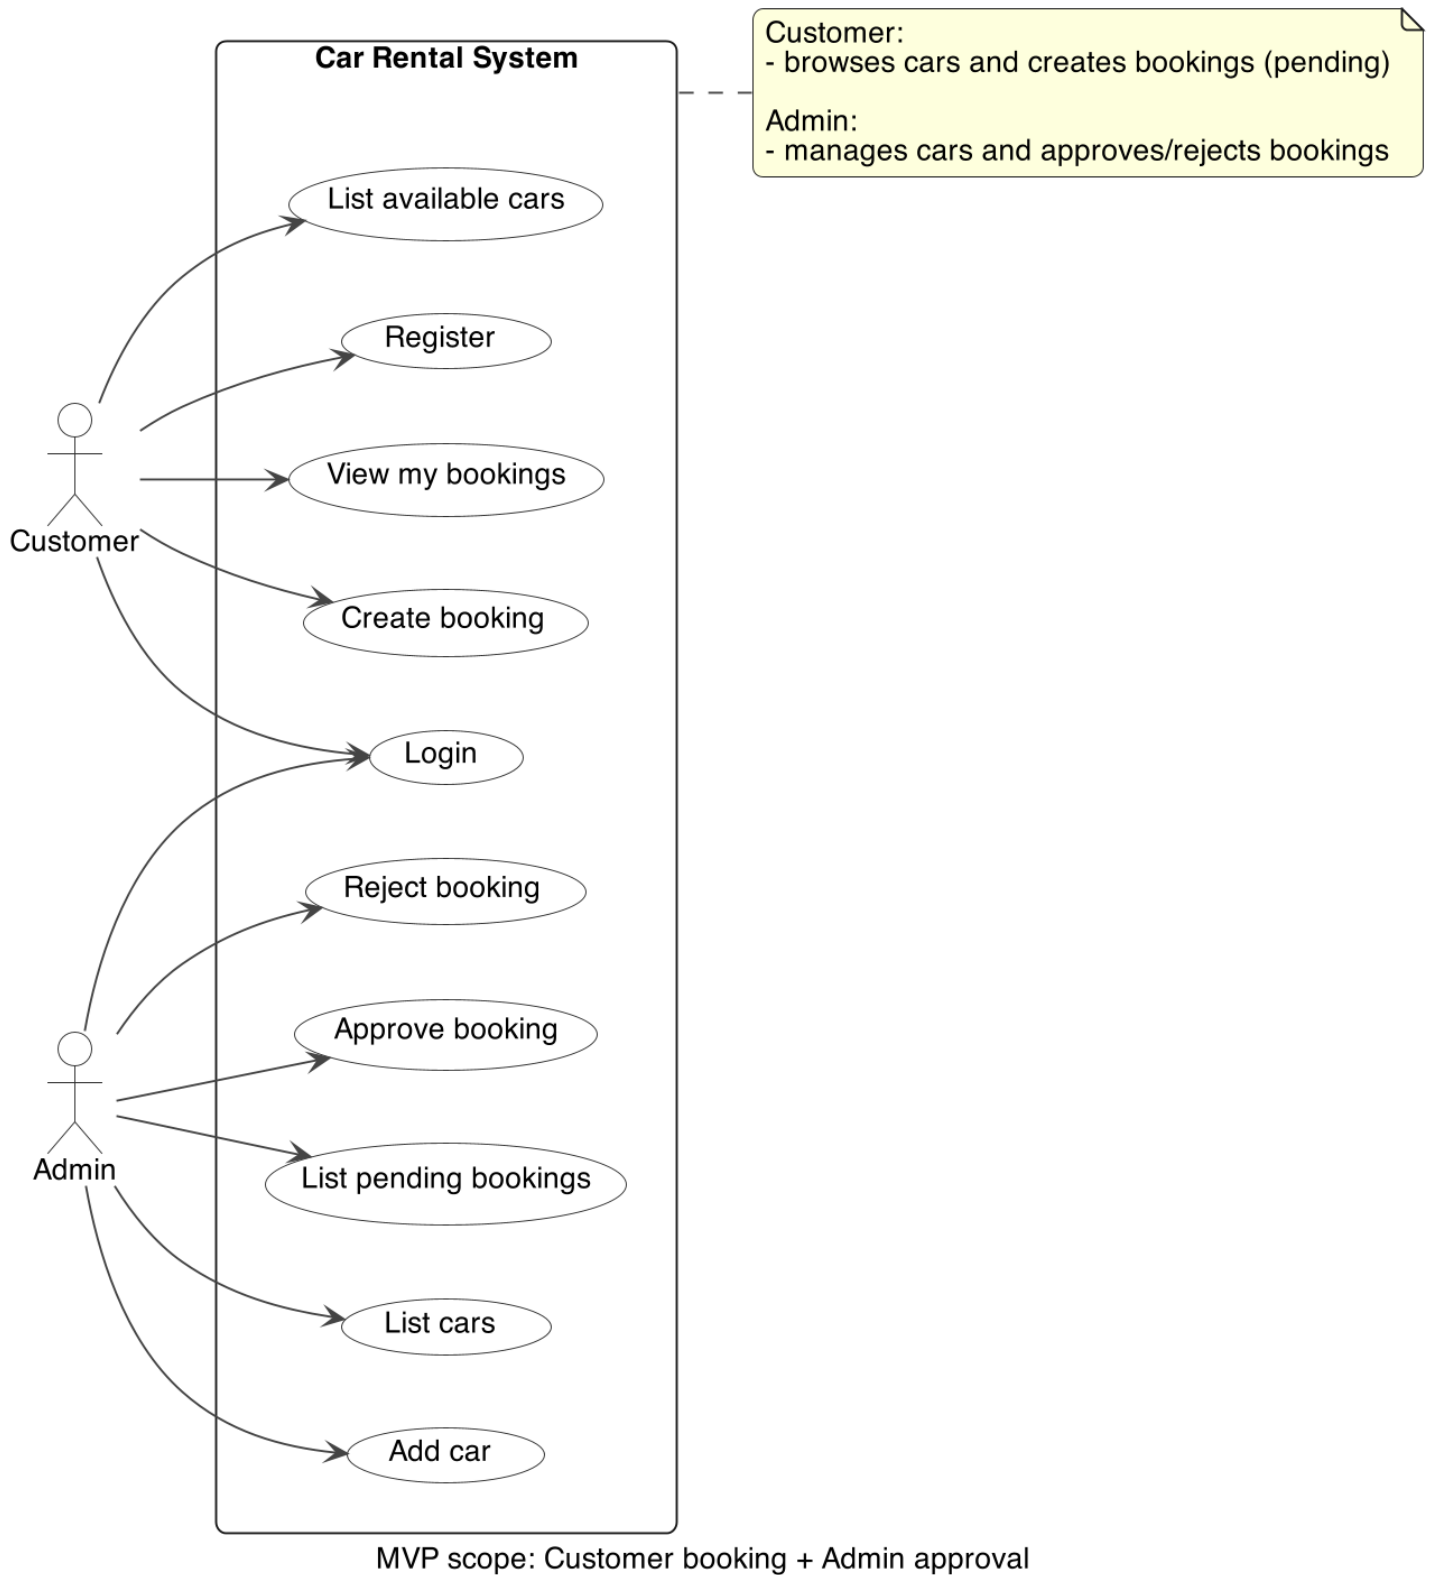 Car Rental System
Customer:
- browses cars and creates bookings (pending)
Admin:
- manages cars and approves/rejects bookings
List available cars
Register
View my bookings
Customer
Create booking
Login
Reject booking
Approve booking
Admin
List pending bookings
List cars
Add car
MVP scope: Customer booking + Admin approval